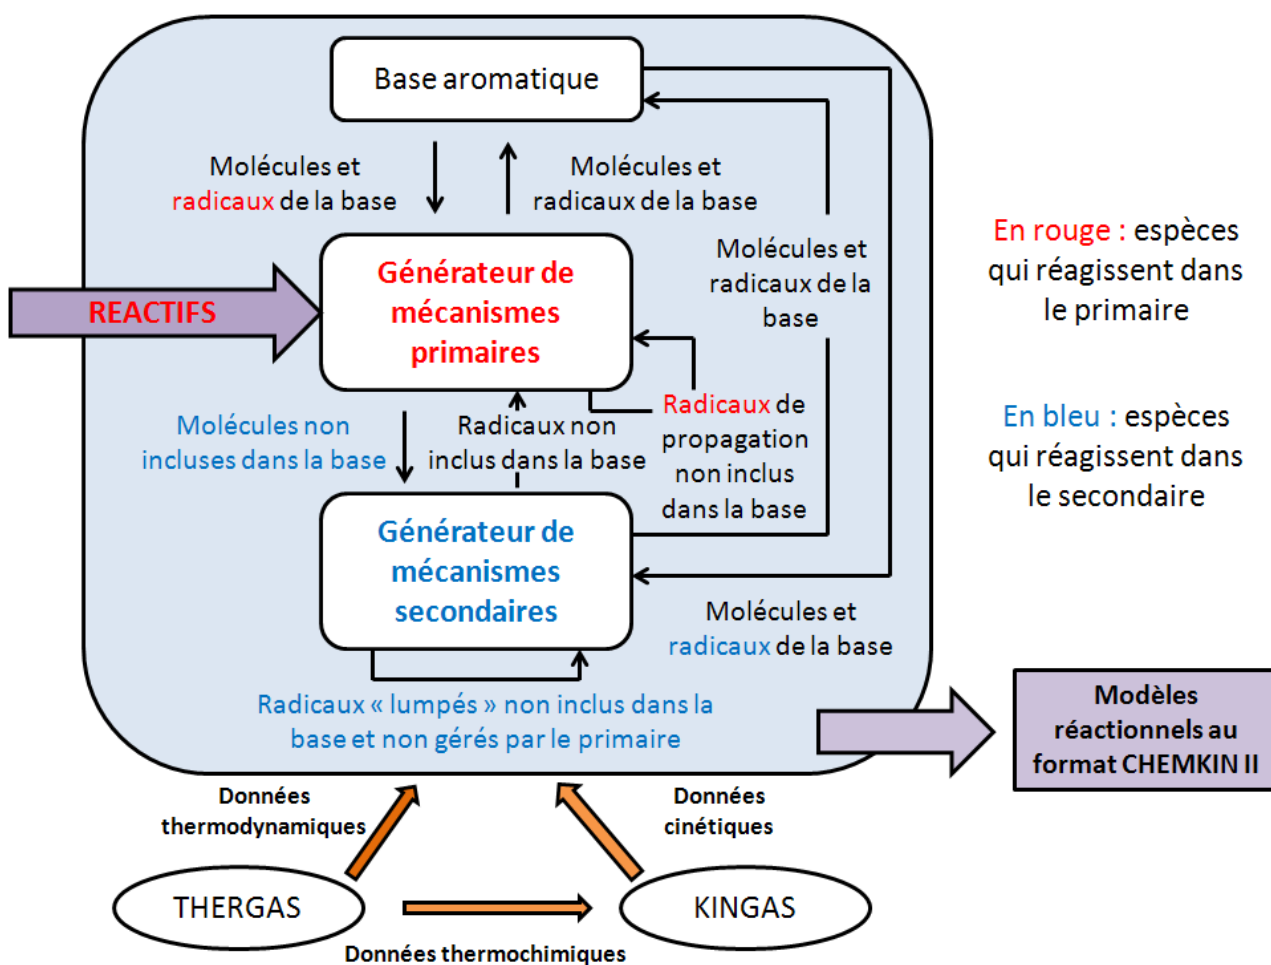 Base aromatique
Molécules et
radicaux de la base
Molécules et
radicaux de la base
REACTIFS
Générateur de
mécanismes
primaires
Molécules et
radicaux de la
base
En rouge : espèces
qui réagissent dans
le primaire
Molécules non
incluses dans la base
Radicaux non
inclus dans la base
Radicaux de
propagation
non inclus
dans la base
En bleu : espèces
qui réagissent dans
le secondaire
Générateur de
mécanismes
secondaires
Molécules et
radicaux de la base
Radicaux « lumpés » non inclus dans la
base et non gérés par le primaire
Modèles
réactionnels au
format CHEMKIN II
Données
thermodynamiques
Données
cinétiques
THERGAS
KINGAS
Données thermochimiques